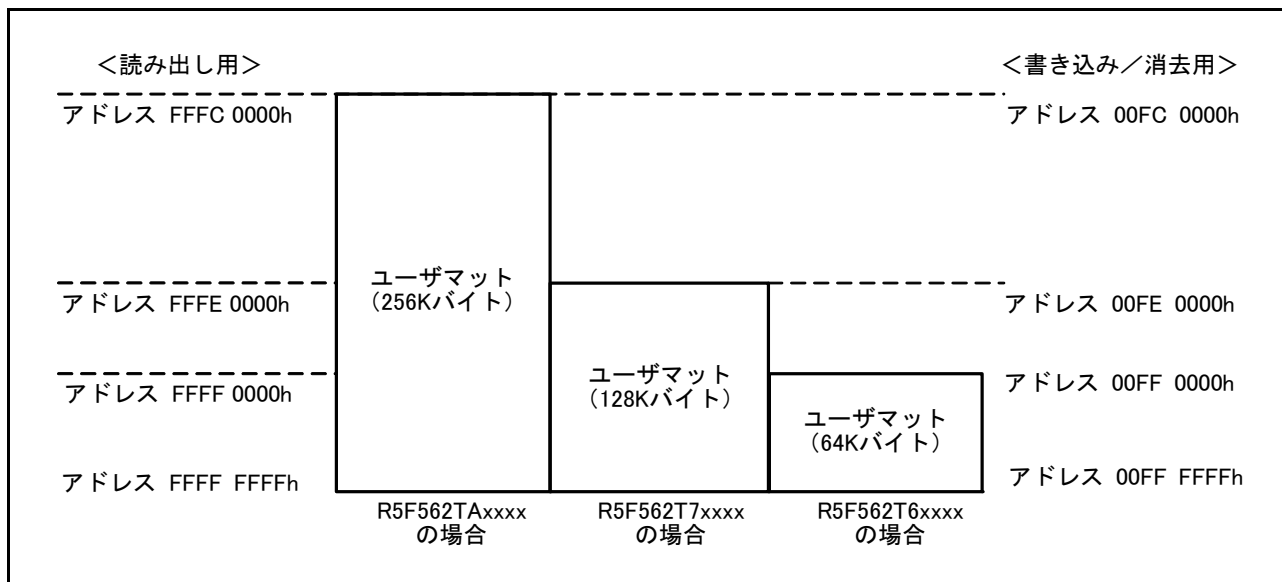 ＜読み出し用＞
＜書き込み／消去用＞
アドレス FFFC 0000h
アドレス 00FC 0000h
ユーザマット
（256Kバイト）
アドレス FFFE 0000h
アドレス 00FE 0000h
ユーザマット
（128Kバイト）
アドレス FFFF 0000h
アドレス 00FF 0000h
ユーザマット
（64Kバイト）
アドレス FFFF FFFFh
アドレス 00FF FFFFh
R5F562TAxxxx
の場合
R5F562T7xxxx
の場合
R5F562T6xxxx
の場合